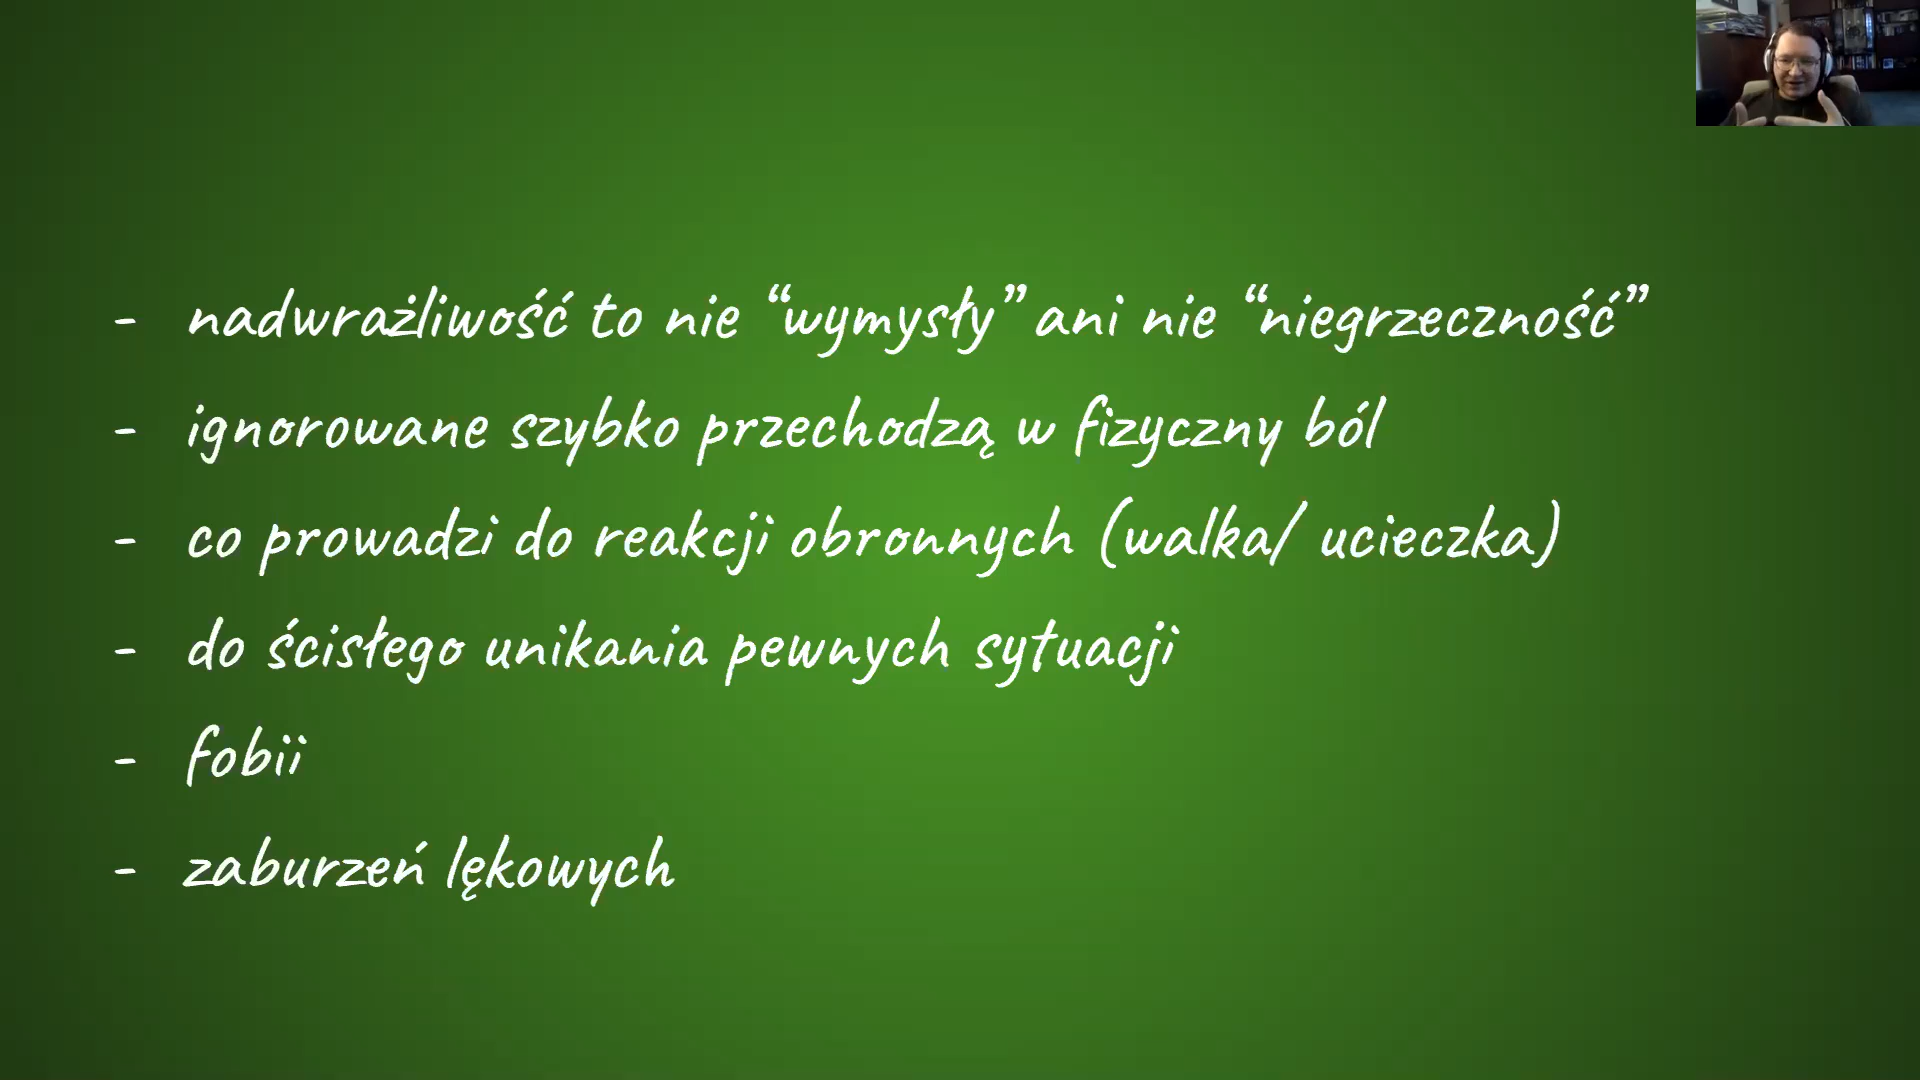 - nadwrażliwość to nie “wymysły” ani nie “niegrzeczność”
- ignorowane szybko przechodzą w fizyczny ból
- co prowadzi do reakcji obronnych (walka/ ucieczka)
- do ścisłego unikania pewnych sytuacji
- fobii
- zaburzeń lękowych